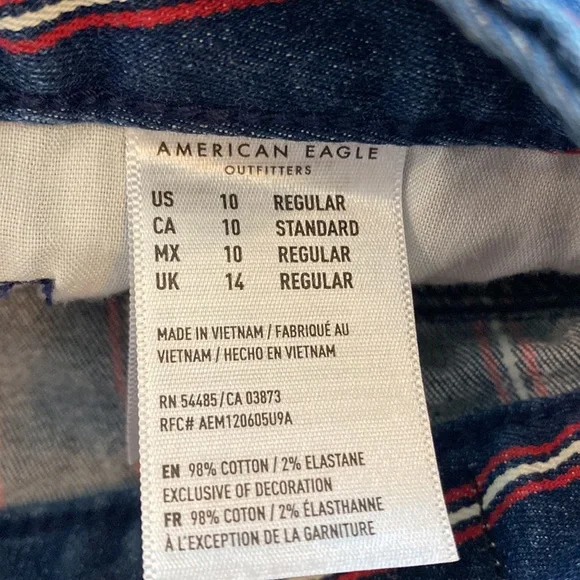 AMERICAN EAGLE
OUTFITTERS
US 10 REGULAR
CA 10 STANDARD
MX 10 REGULAR
UK 14 REGULAR
MADE IN VIETNAM / FABRIQUÉ AU
VIETNAM / HECHO EN VIETNAM
RN 54485/CA 03873
RFC# AEM120605U9A
EN 98% COTTON / 2% ELASTANE
EXCLUSIVE OF DECORATION
FR 98% COTON / 2% ÉLASTHANNE
À L'EXCEPTION DE LA GARNITURE